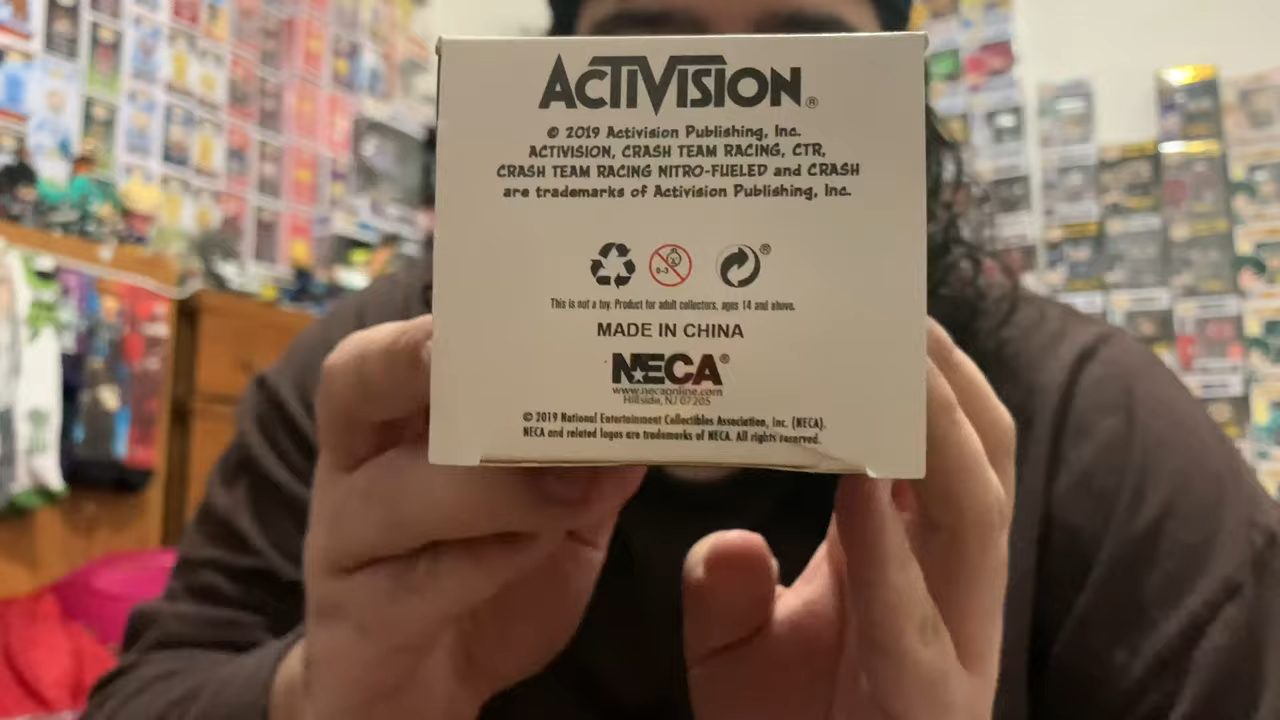 ACTIVISION®
© 2019 Activision Publishing, Inc.
ACTIVISION, CRASH TEAM RACING, CTR,
CRASH TEAM RACING NITRO-FUELED and CRASH
are trademarks of Activision Publishing, Inc.
0-3
®
This is not a toy. Product for adult collectors, ages 14 and above.
MADE IN CHINA
NECA®
www.necaonline.com
Hillside, NJ 07205
© 2019 National Entertainment Collectibles Association, Inc. (NECA).
NECA and related logos are trademarks of NECA. All rights reserved.